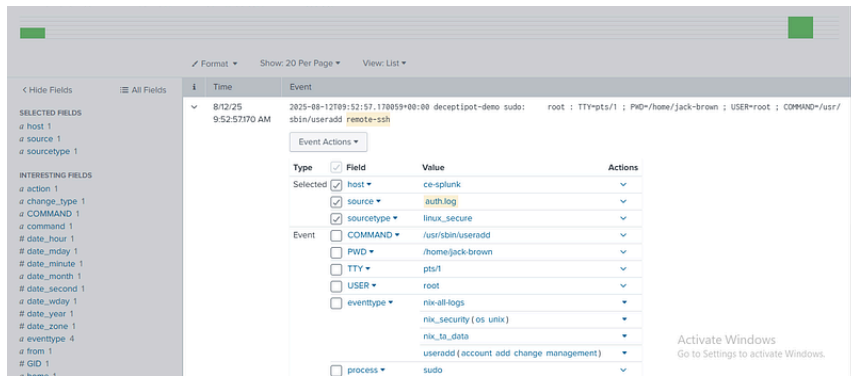 Format ▾ Show: 20 Per Page ▾ View: List ▾
< Hide Fields All Fields
i Time Event
SELECTED FIELDS
a host 1
a source 1
a sourcetype 1
INTERESTING FIELDS
a action 1
a change_type 1
a COMMAND 1
a command 1
# date_hour 1
# date_mday 1
# date_minute 1
a date_month 1
# date_second 1
a date_wday 1
# date_year 1
# date_zone 1
a eventtype 4
a from 1
# GID 1
a home 1
8/12/25
9:52:57.170 AM
2025-08-12T09:52:57.170059+00:00 deceptipot-demo sudo: root : TTY=pts/1 ; PWD=/home/jack-brown ; USER=root ; COMMAND=/usr/
sbin/useradd remote-ssh
Event Actions ▾
Type Field Value Actions
Selected host ▾ ce-splunk
source ▾ auth.log
sourcetype ▾ linux_secure
Event COMMAND ▾ /usr/sbin/useradd
PWD ▾ /home/jack-brown
TTY ▾ pts/1
USER ▾ root
eventtype ▾ nix-all-logs
nix_security ( os unix )
nix_ta_data
useradd ( account add change management )
process ▾ sudo
Activate Windows
Go to Settings to activate Windows.